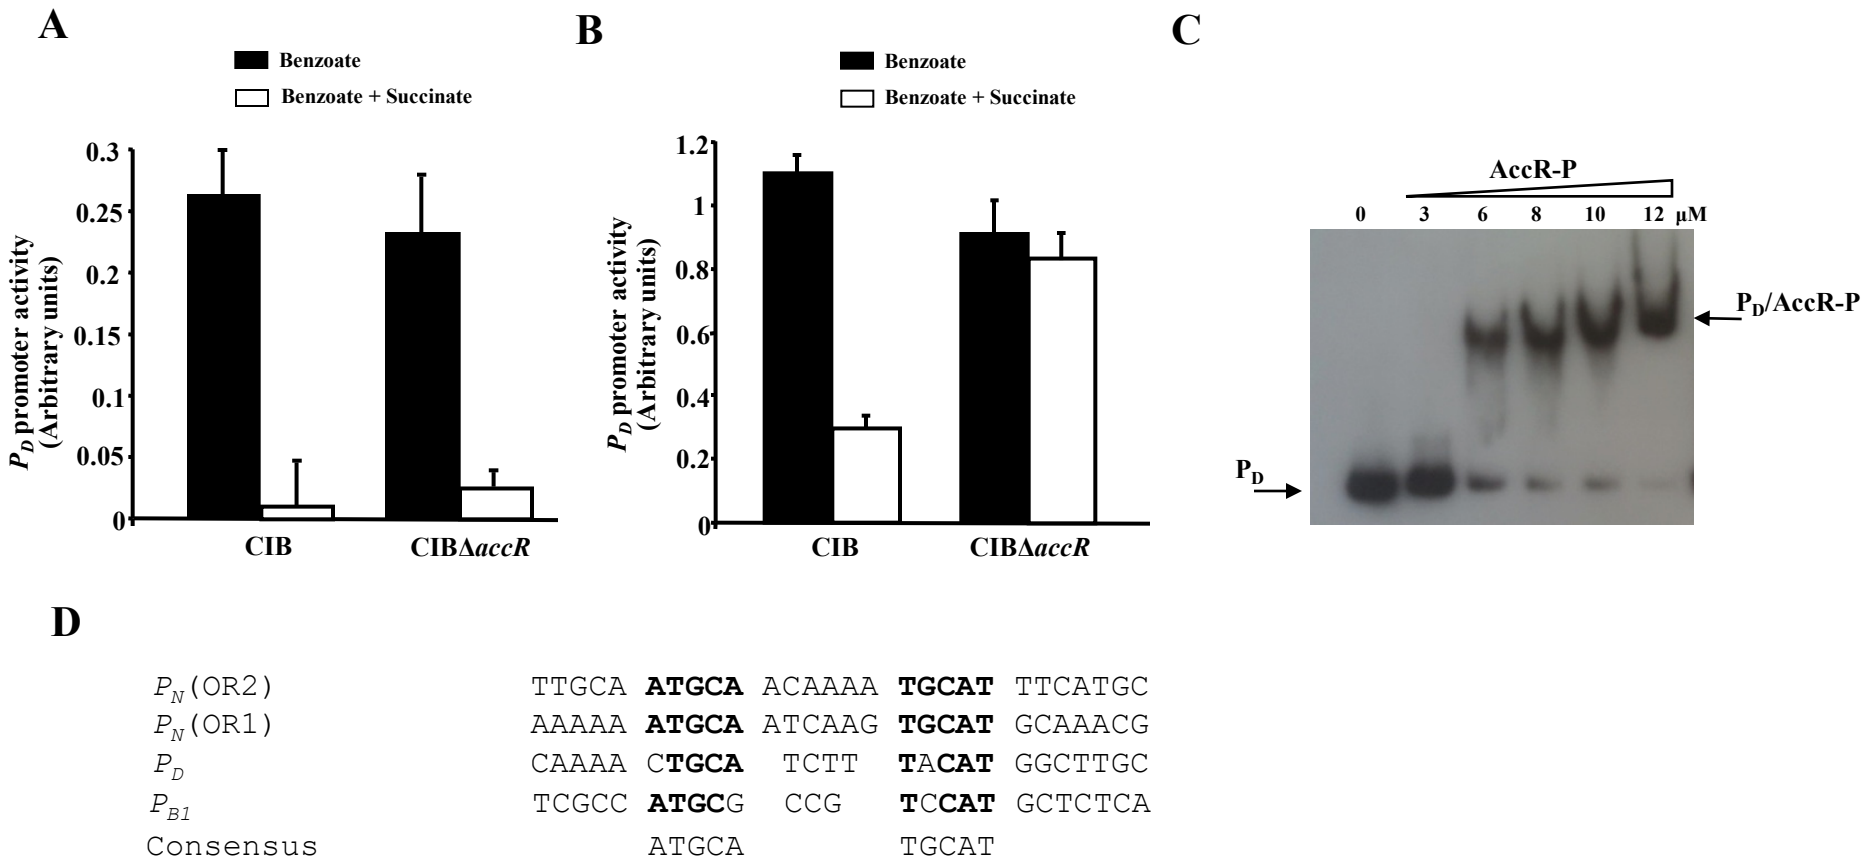 A
Benzoate
Benzoate + Succinate
P_D promoter activity
(Arbitrary units)
0.3
0.25
0.2
0.15
0.1
0.05
0
CIB
CIBΔaccR
B
Benzoate
Benzoate + Succinate
P_D promoter activity
(Arbitrary units)
1.2
1
0.8
0.6
0.4
0.2
0
CIB
CIBΔaccR
C
AccR-P
0 3 6 8 10 12 µM
P_D/AccR-P
P_D
D
P_N(OR2) TTGCA ATGCA ACAAAA TGCAT TTCATGC
P_N(OR1) AAAAA ATGCA ATCAAG TGCAT GCAAACG
P_D CAAAA CTGCA TCTT TACAT GGCTTGC
P_B1 TCGCC ATGCG CCG TCCAT GCTCTCA
Consensus ATGCA TGCAT